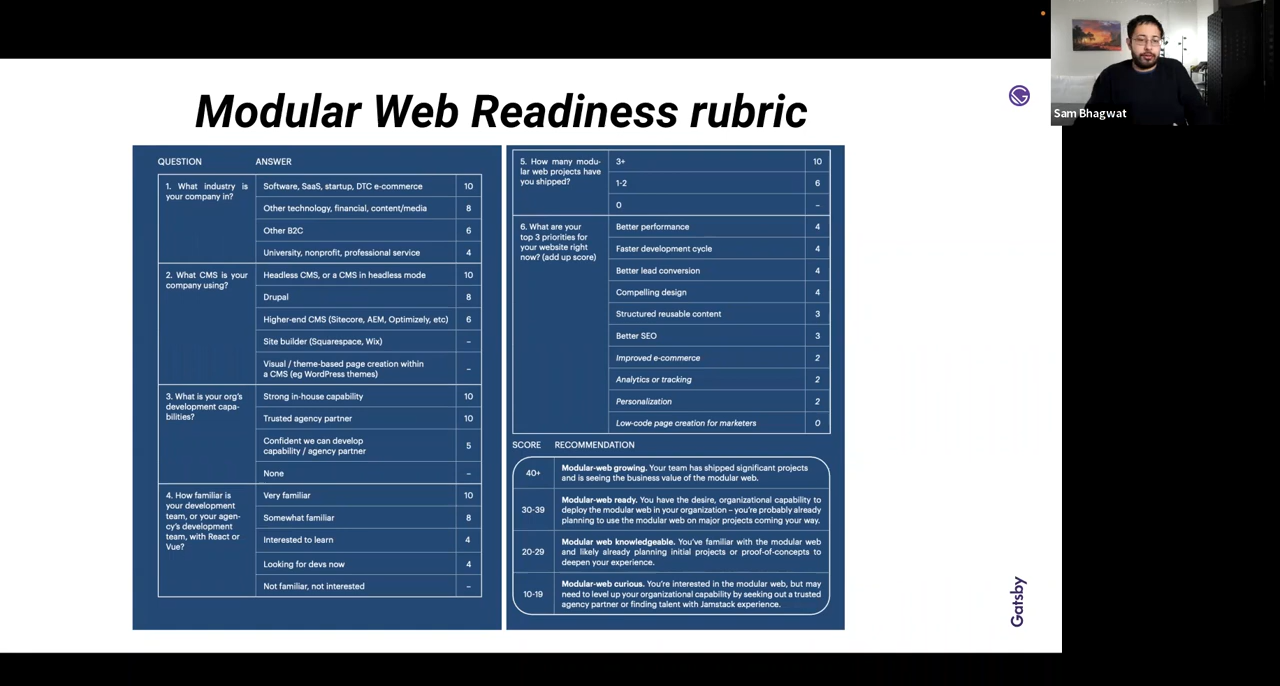 Modular Web Readiness rubric
Sam Bhagwat
QUESTION ANSWER
1. What industry is
your company in?
Software, SaaS, startup, DTC e-commerce 10
Other technology, financial, content/media 8
Other B2C 6
University, nonprofit, professional service 4
2. What CMS is your
company using?
Headless CMS, or a CMS in headless mode 10
Drupal 8
Higher-end CMS (Sitecore, AEM, Optimizely, etc) 6
Site builder (Squarespace, Wix) –
Visual / theme-based page creation within
a CMS (eg WordPress themes) –
3. What is your org's
development capa-
bilities?
Strong in-house capability 10
Trusted agency partner 10
Confident we can develop
capability / agency partner 5
None –
4. How familiar is
your development
team, or your agen-
cy's development
team, with React or
Vue?
Very familiar 10
Somewhat familiar 8
Interested to learn 4
Looking for devs now 4
Not familiar, not interested –
5. How many modu-
lar web projects have
you shipped?
3+ 10
1-2 6
0 –
6. What are your
top 3 priorities for
your website right
now? (add up score)
Better performance 4
Faster development cycle 4
Better lead conversion 4
Compelling design 4
Structured reusable content 3
Better SEO 3
Improved e-commerce 2
Analytics or tracking 2
Personalization 2
Low-code page creation for marketers 0
SCORE RECOMMENDATION
40+
Modular-web growing. Your team has shipped significant projects
and is seeing the business value of the modular web.
30-39
Modular-web ready. You have the desire, organizational capability to
deploy the modular web in your organization – you're probably already
planning to use the modular web on major projects coming your way.
20-29
Modular web knowledgeable. You've familiar with the modular web
and likely already planning initial projects or proof-of-concepts to
deepen your experience.
10-19
Modular-web curious. You're interested in the modular web, but may
need to level up your organizational capability by seeking out a trusted
agency partner or finding talent with Jamstack experience.
Gatsby